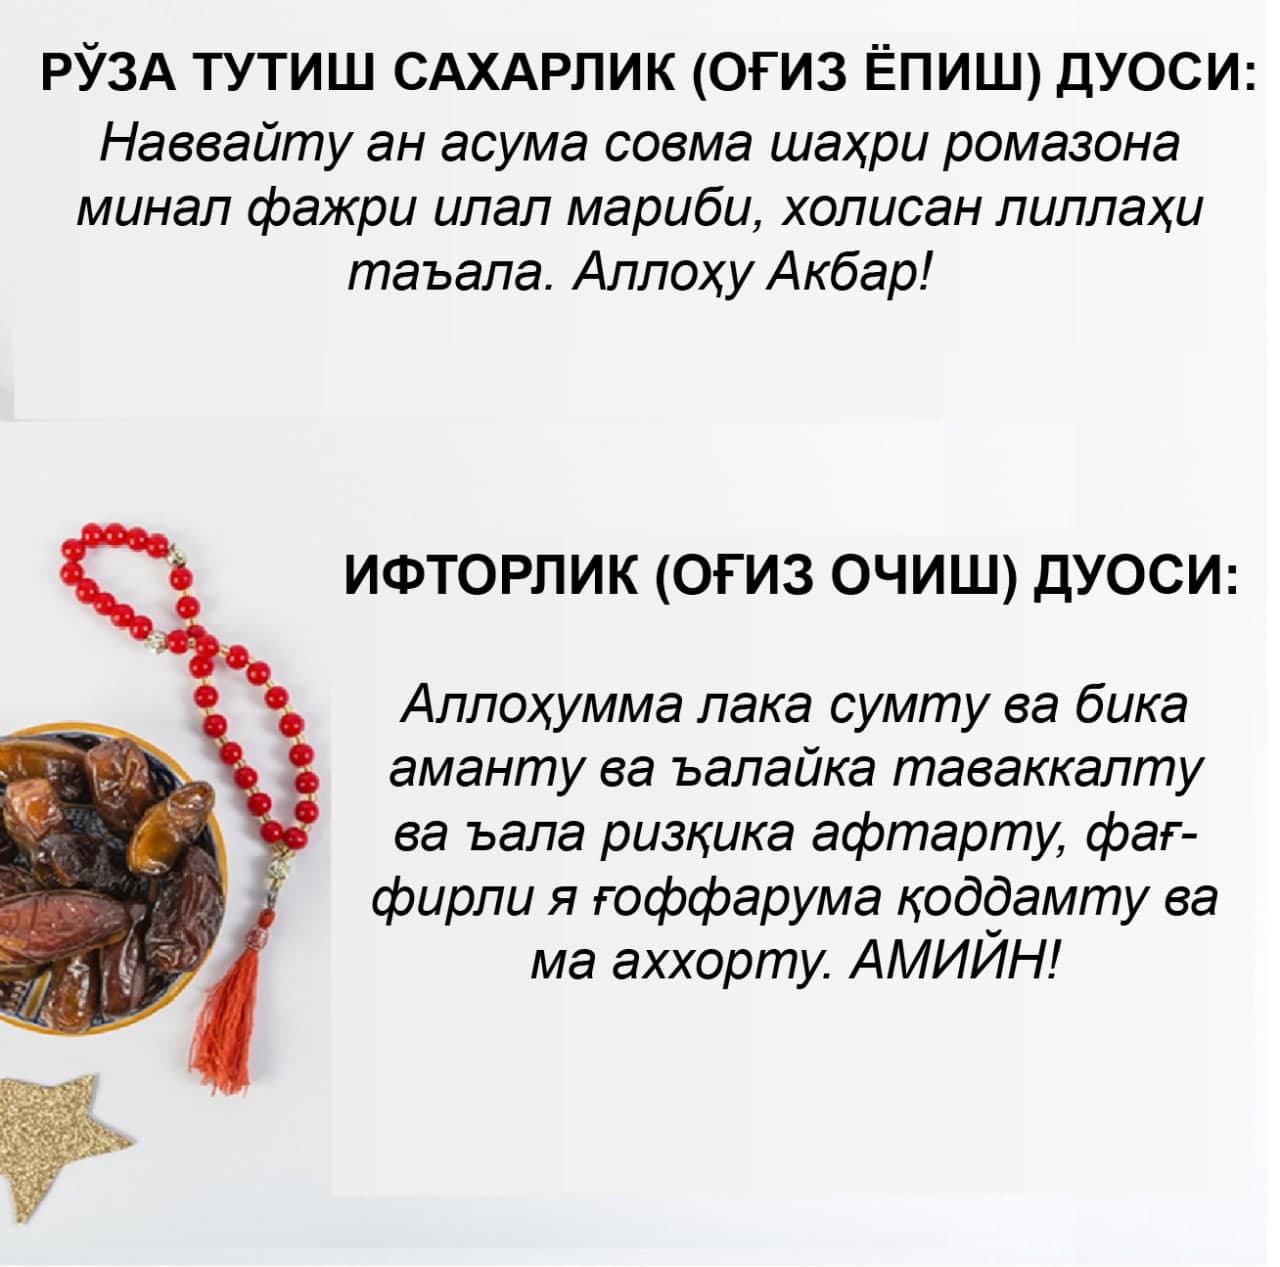 РЎЗА ТУТИШ САХАРЛИК (ОҒИЗ ЁПИШ) ДУОСИ:
Наввайту ан асума совма шаҳри ромазона
минал фажри илал мариби, холисан лиллаҳи
таъала. Аллоҳу Акбар!
ИФТОРЛИК (ОҒИЗ ОЧИШ) ДУОСИ:
Аллоҳумма лака сумту ва бика
аманту ва ъалайка таваккалту
ва ъала ризқика афтарту, фағ-
фирли я ғоффарума қоддамту ва
ма аххорту. АМИЙН!